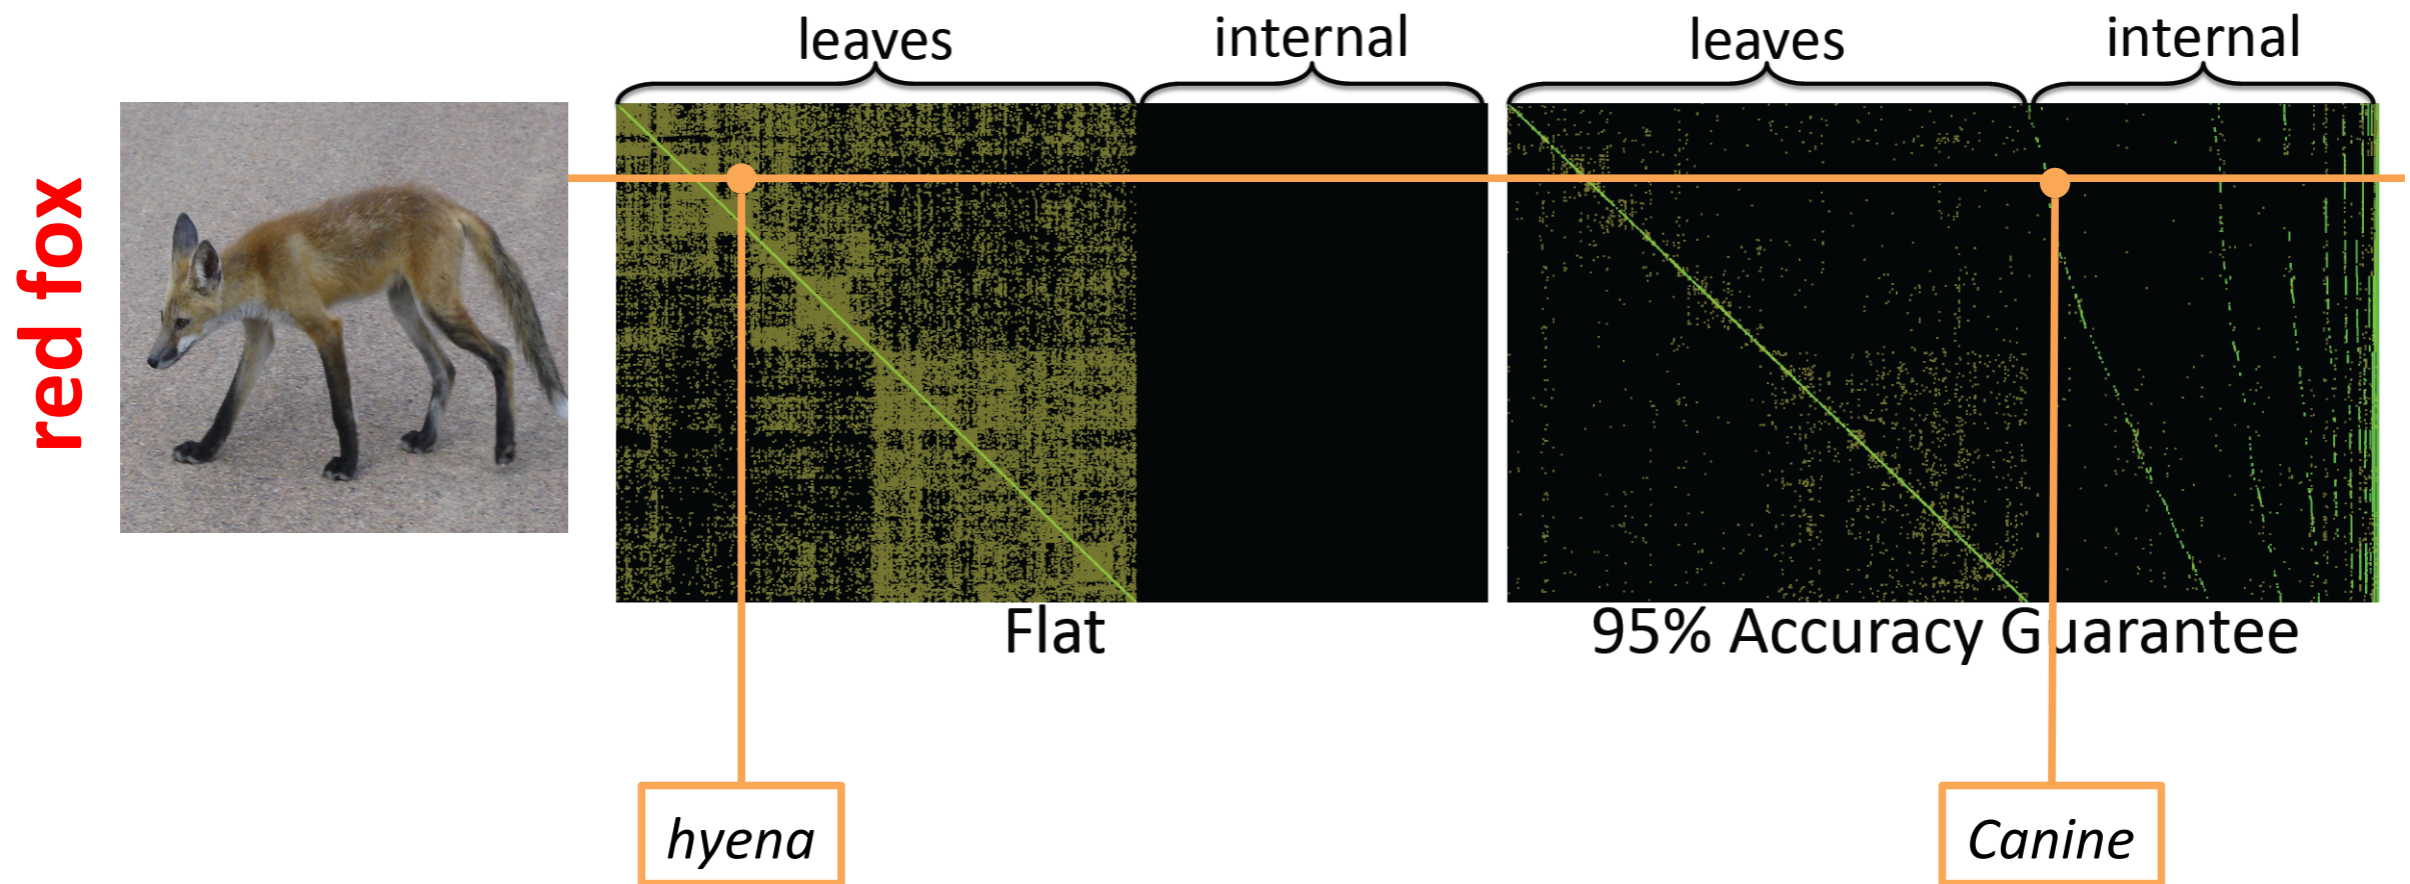 leaves
internal
leaves
internal
red fox
Flat
95% Accuracy Guarantee
hyena
Canine